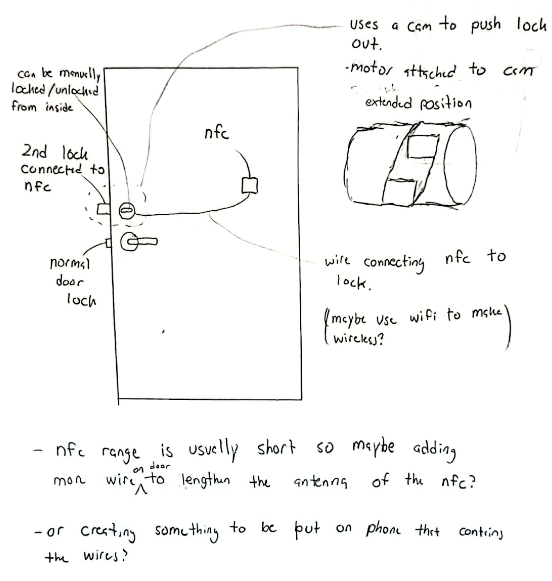 uses a cam to push lock
out.
-motor attached to cam
extended position
can be manually
locked/unlocked
from inside
nfc
2nd lock
connected to
nfc
normal
door
lock
wire connecting nfc to
lock.
(maybe use wifi to make
wireless?)
- nfc range is usually short so maybe adding
more wire on door to lengthen the antenna of the nfc?
- or creating something to be put on phone that contains
the wires?